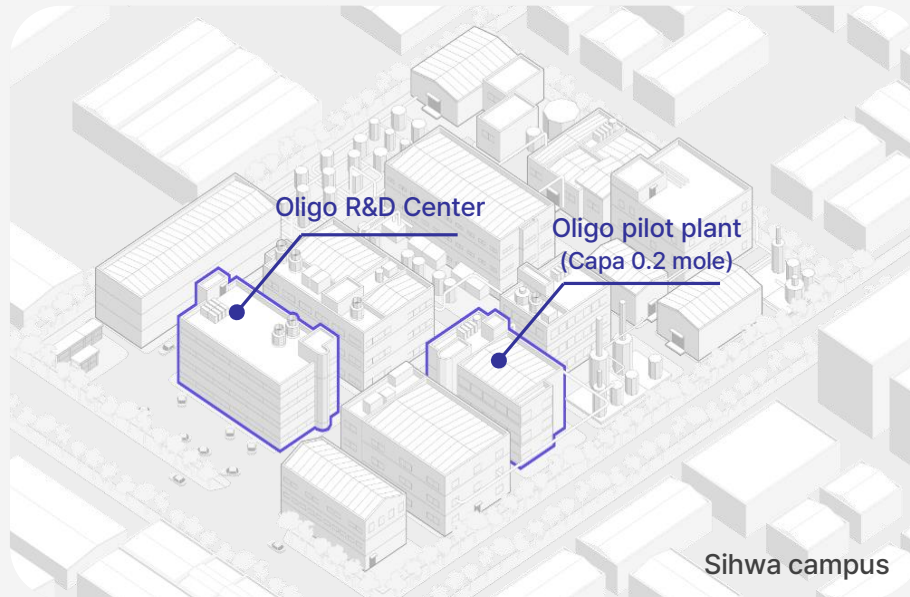 Oligo R&D Center
Oligo pilot plant
(Capa 0.2 mole)
Sihwa campus